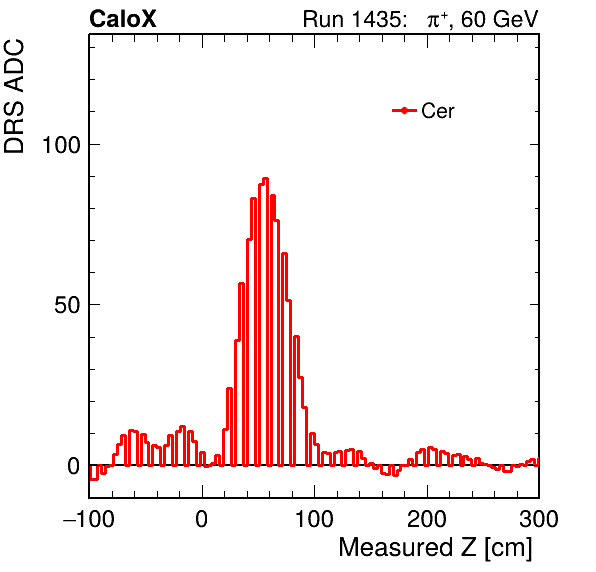 CaloX Run 1435: π⁺, 60 GeV
DRS ADC
Cer
100
50
0
−100 0 100 200 300
Measured Z [cm]